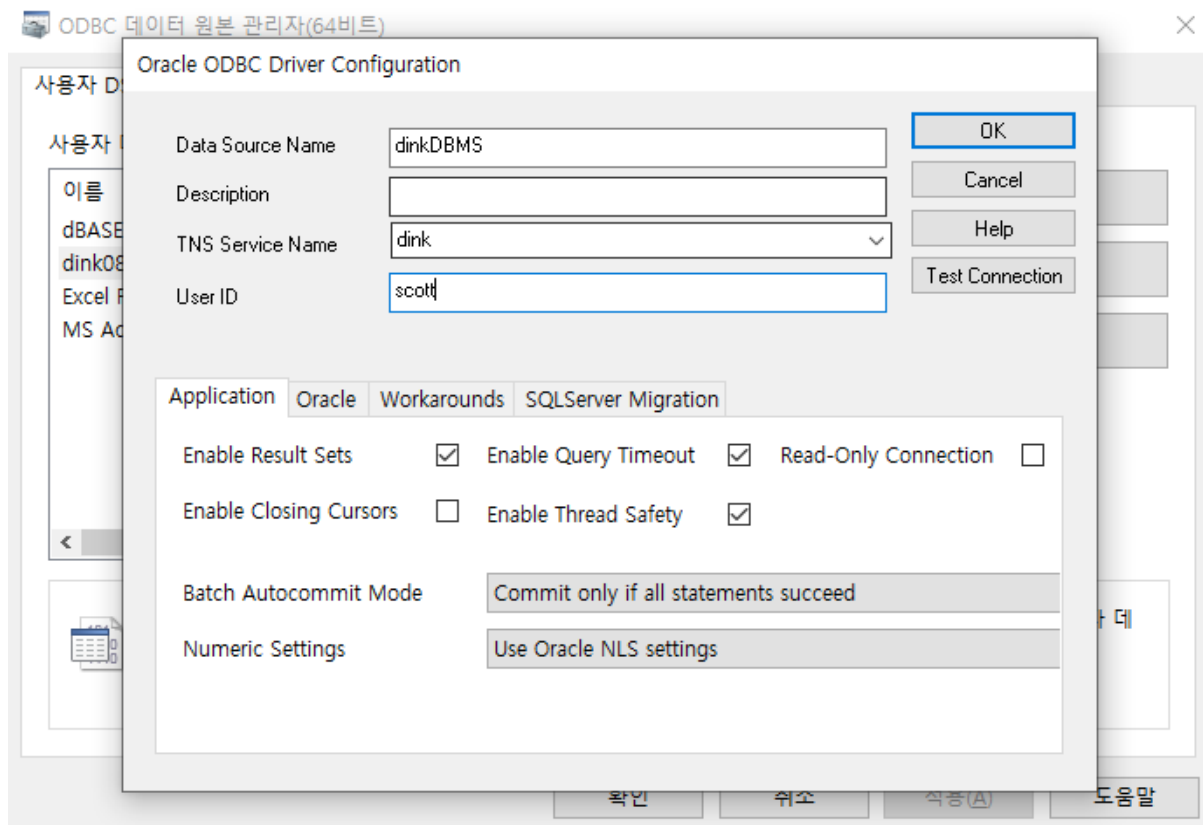 ODBC 데이터 원본 관리자(64비트)
Oracle ODBC Driver Configuration
사용자
사용자
이름
dBASE
dink08
Excel
MS
Data Source Name dinkDBMS
Description
TNS Service Name dink
User ID scott
OK
Cancel
Help
Test Connection
Application Oracle Workarounds SQLServer Migration
Enable Result Sets Enable Query Timeout Read-Only Connection
Enable Closing Cursors Enable Thread Safety
Batch Autocommit Mode Commit only if all statements succeed
Numeric Settings Use Oracle NLS settings
데
확인 취소 적용(A) 도움말